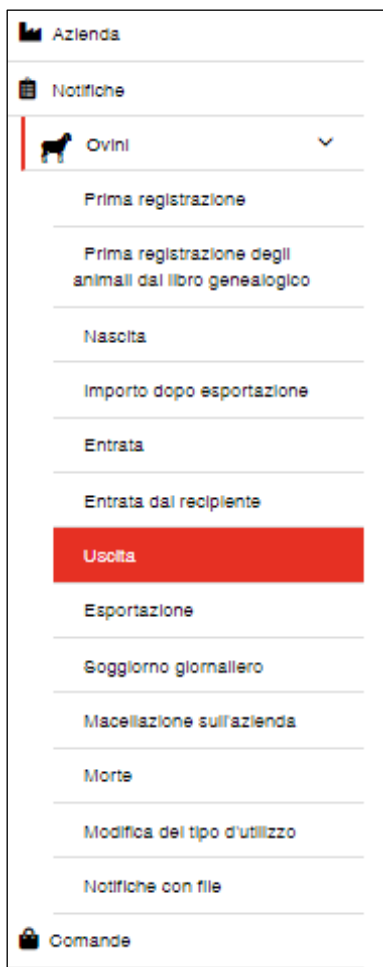 Azienda
Notifiche
Ovini
Prima registrazione
Prima registrazione degli
animali dal libro genealogico
Nascita
Importo dopo esportazione
Entrata
Entrata dal recipiente
Uscita
Esportazione
Soggiorno giornaliero
Macellazione sull'azienda
Morte
Modifica del tipo d'utilizzo
Notifiche con file
Comande